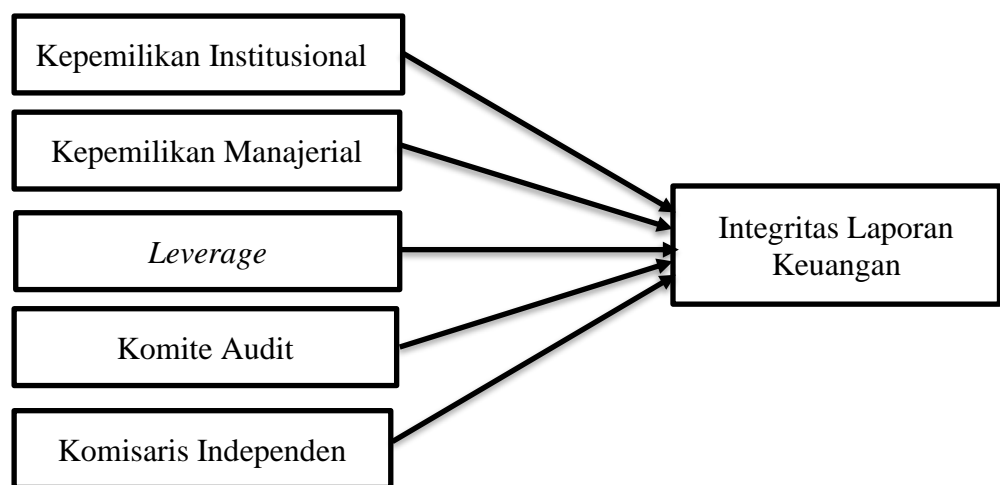 Kepemilikan Institusional
Kepemilikan Manajerial
Leverage
Komite Audit
Komisaris Independen
Integritas Laporan
Keuangan